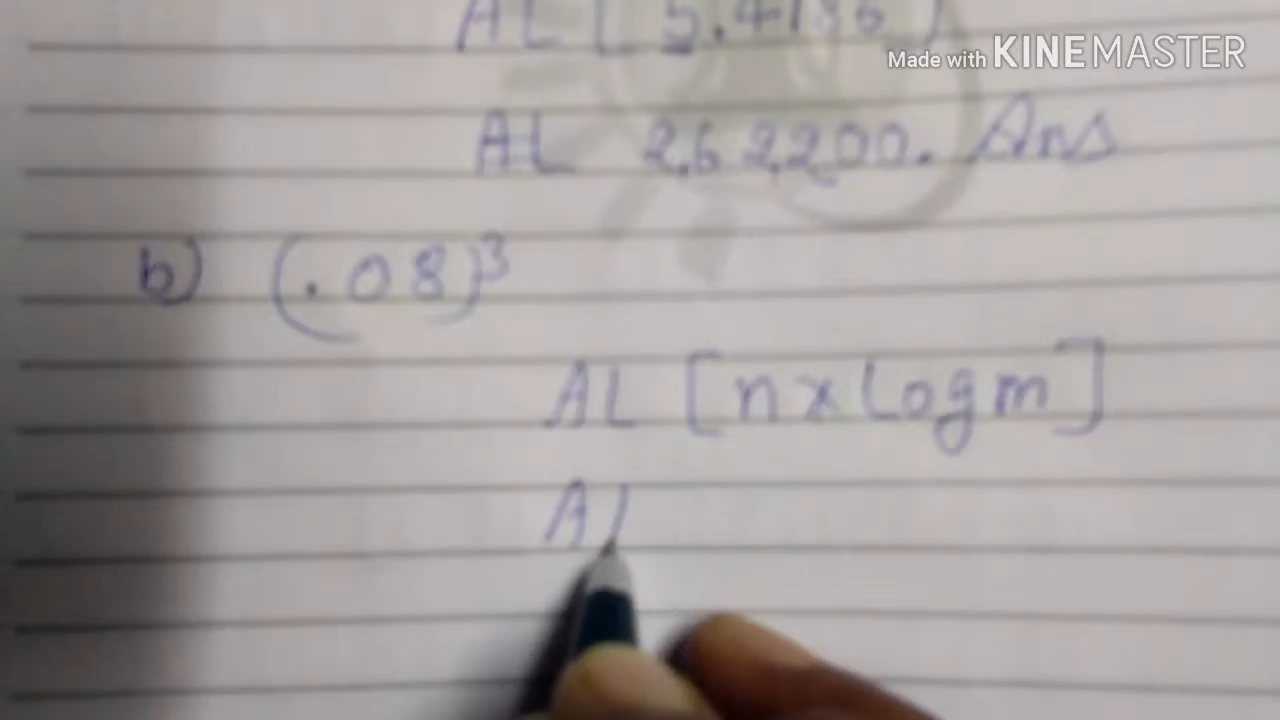 AL [ 5.4186 ]
Made with KINEMASTER
AL 262200. Ans
b) (.08)³
AL [n x Log m]
AL